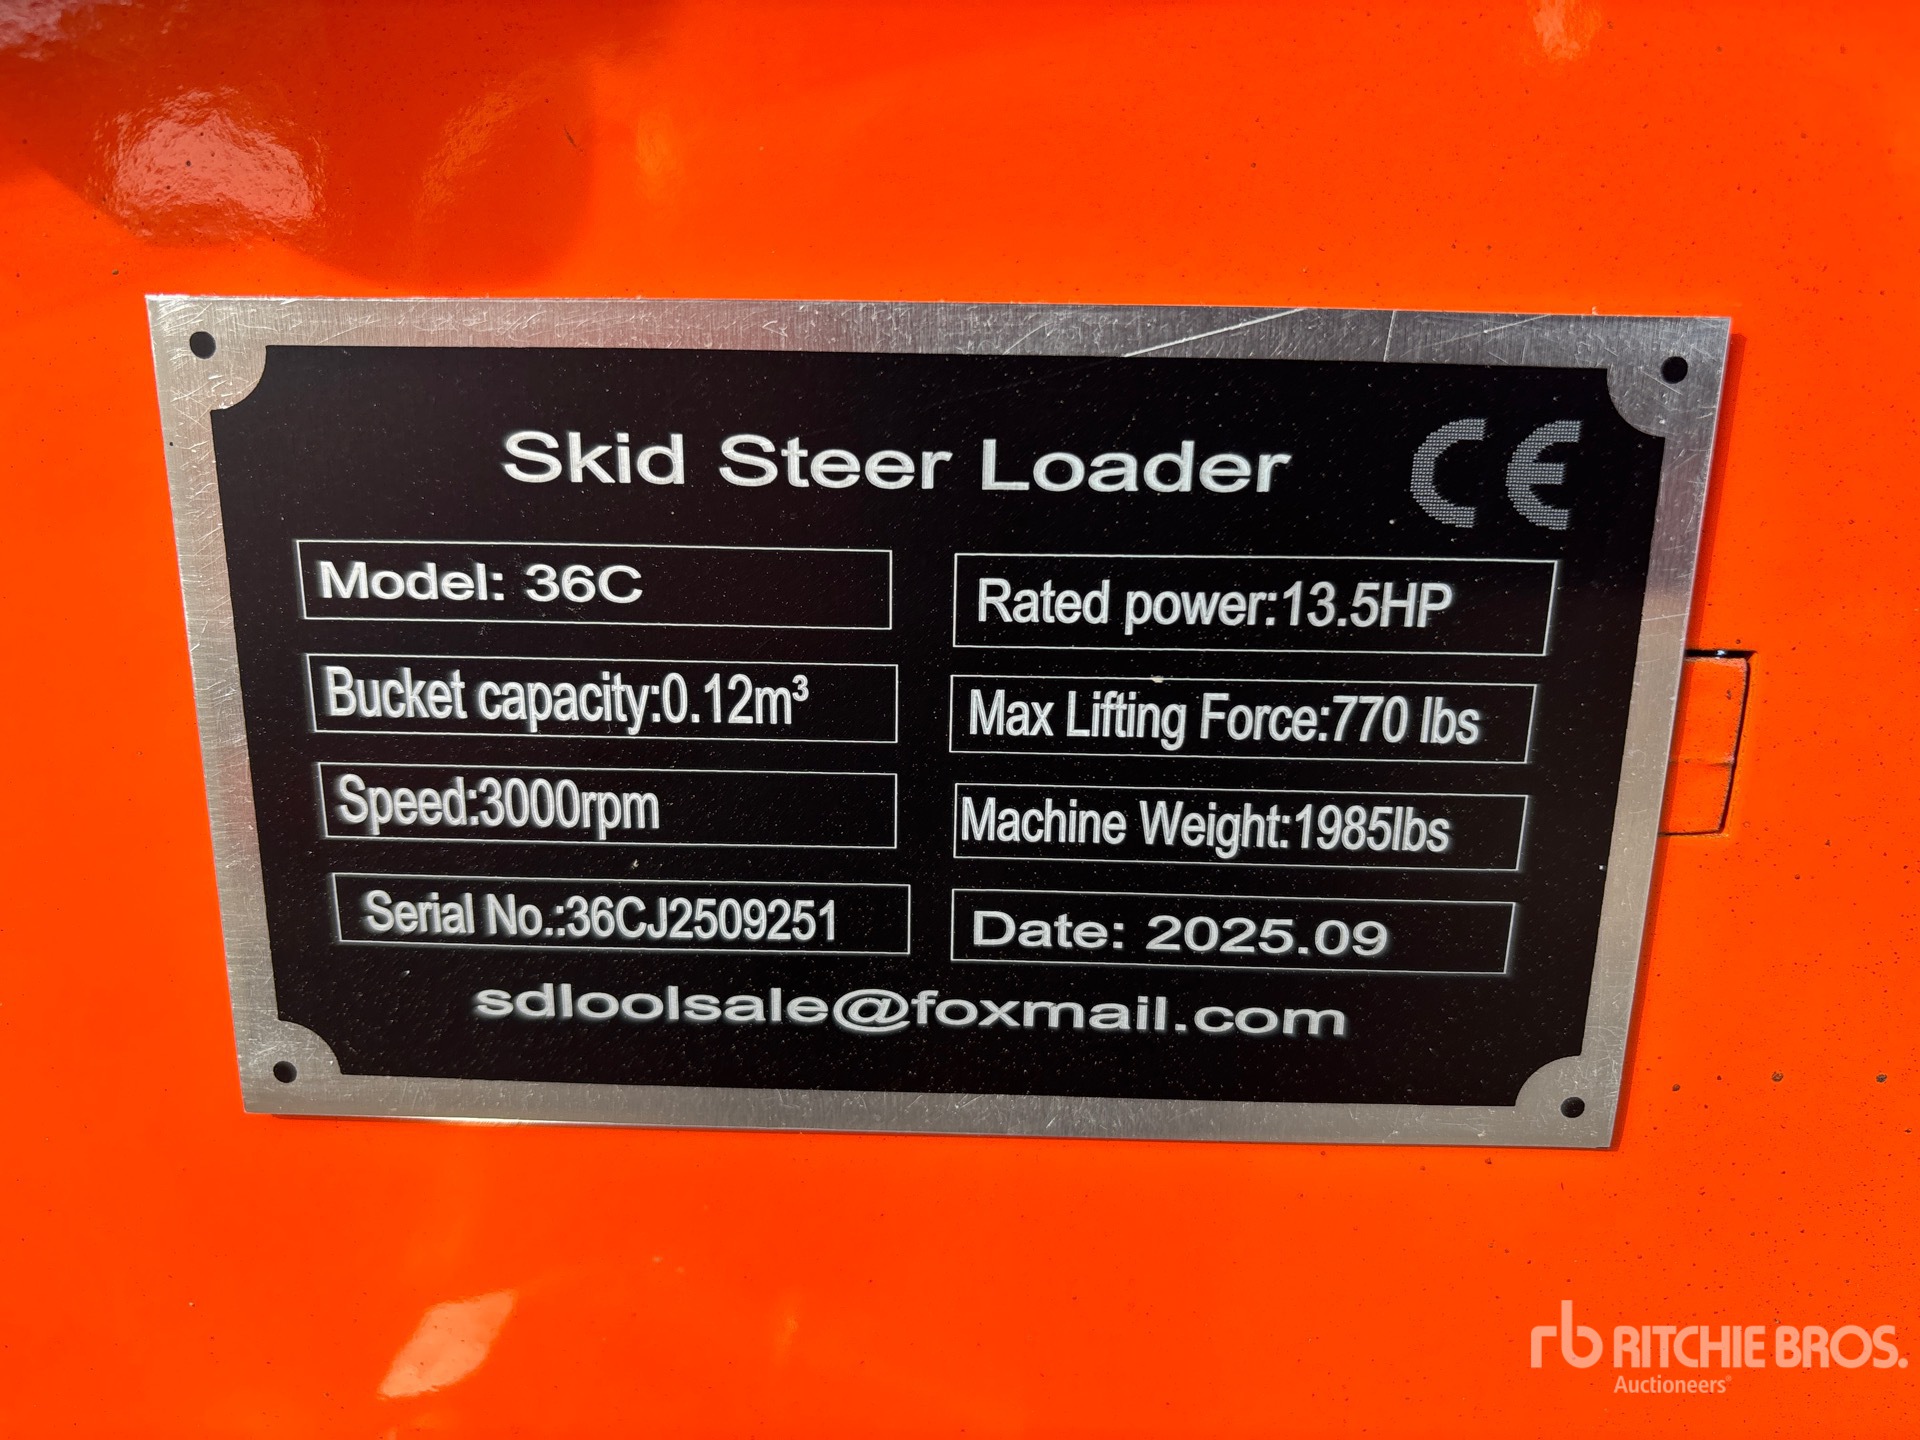 Skid Steer Loader CE
Model: 36C
Rated power:13.5HP
Bucket capacity:0.12m³
Max Lifting Force:770 lbs
Speed:3000rpm
Machine Weight:1985lbs
Serial No.:36CJ2509251
Date: 2025.09
sdloolsale@foxmail.com
rb RITCHIE BROS.
Auctioneers®